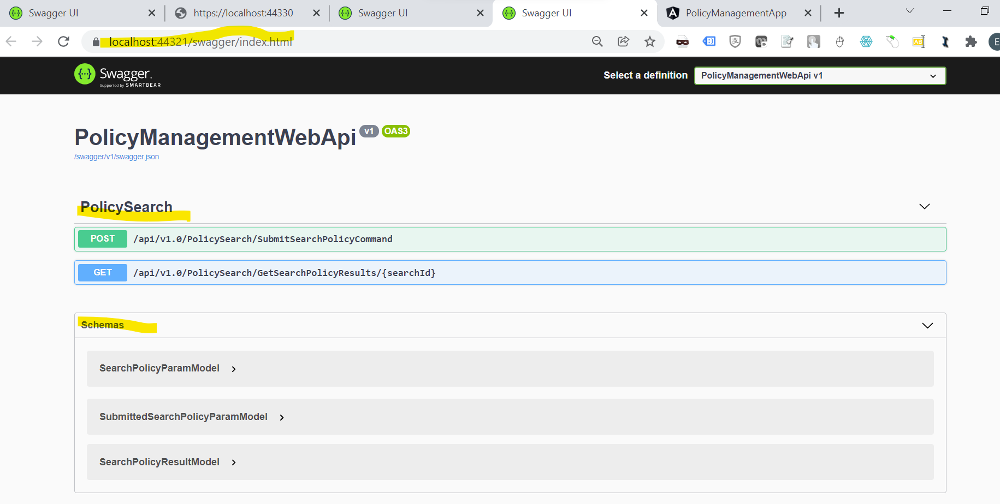 Swagger UI
https://localhost:44330
Swagger UI
Swagger UI
PolicyManagementApp
localhost:44321/swagger/index.html
E
Swagger
Supported by SMARTBEAR
Select a definition
PolicyManagementWebApi v1
PolicyManagementWebApi v1 OAS3
/swagger/v1/swagger.json
PolicySearch
POST /api/v1.0/PolicySearch/SubmitSearchPolicyCommand
GET /api/v1.0/PolicySearch/GetSearchPolicyResults/{searchId}
Schemas
SearchPolicyParamModel
SubmittedSearchPolicyParamModel
SearchPolicyResultModel